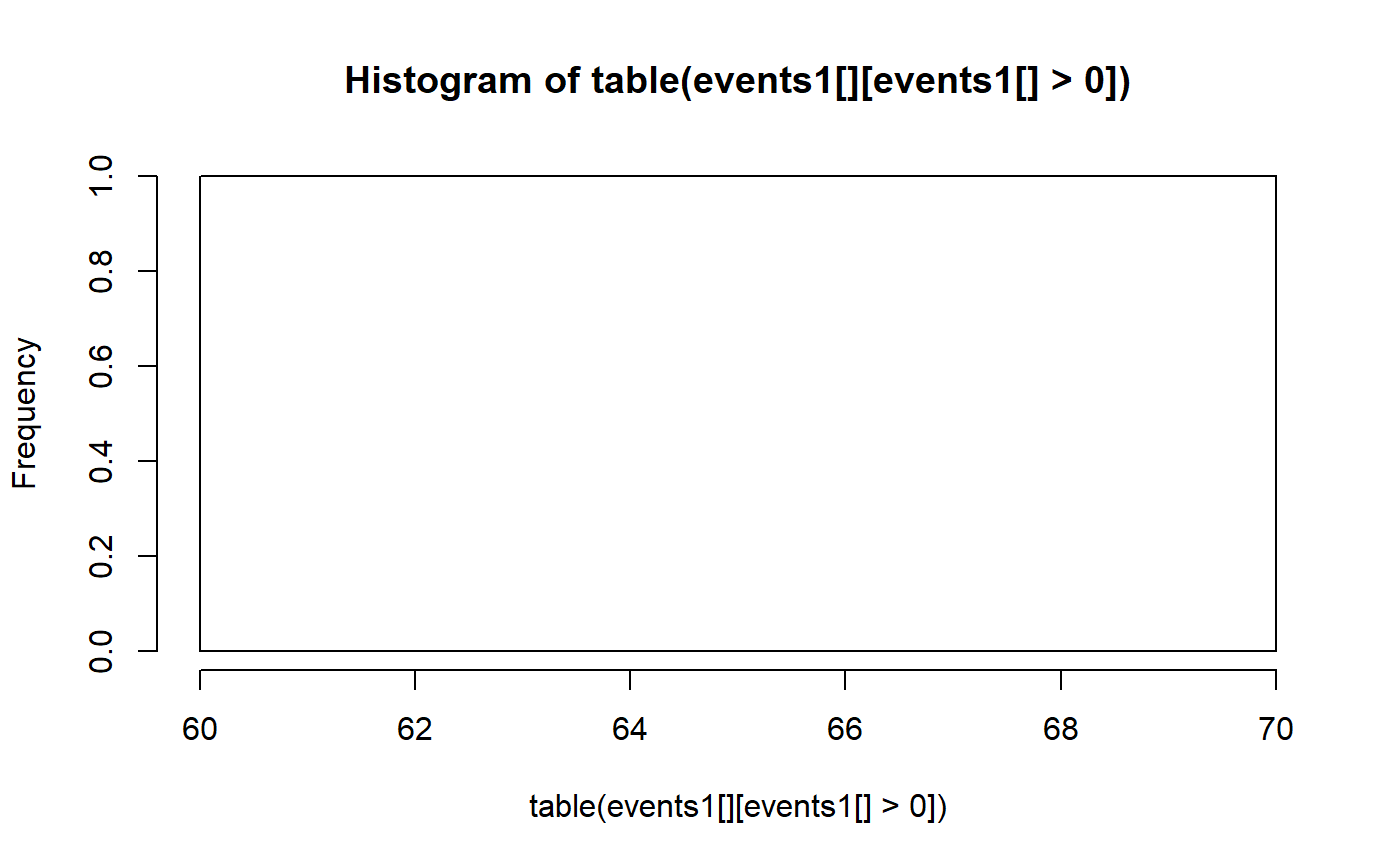 Histogram of table(events1[][events1[] > 0])
Frequency
1.0
0.8
0.6
0.4
0.2
0.0
60 62 64 66 68 70
table(events1[][events1[] > 0])